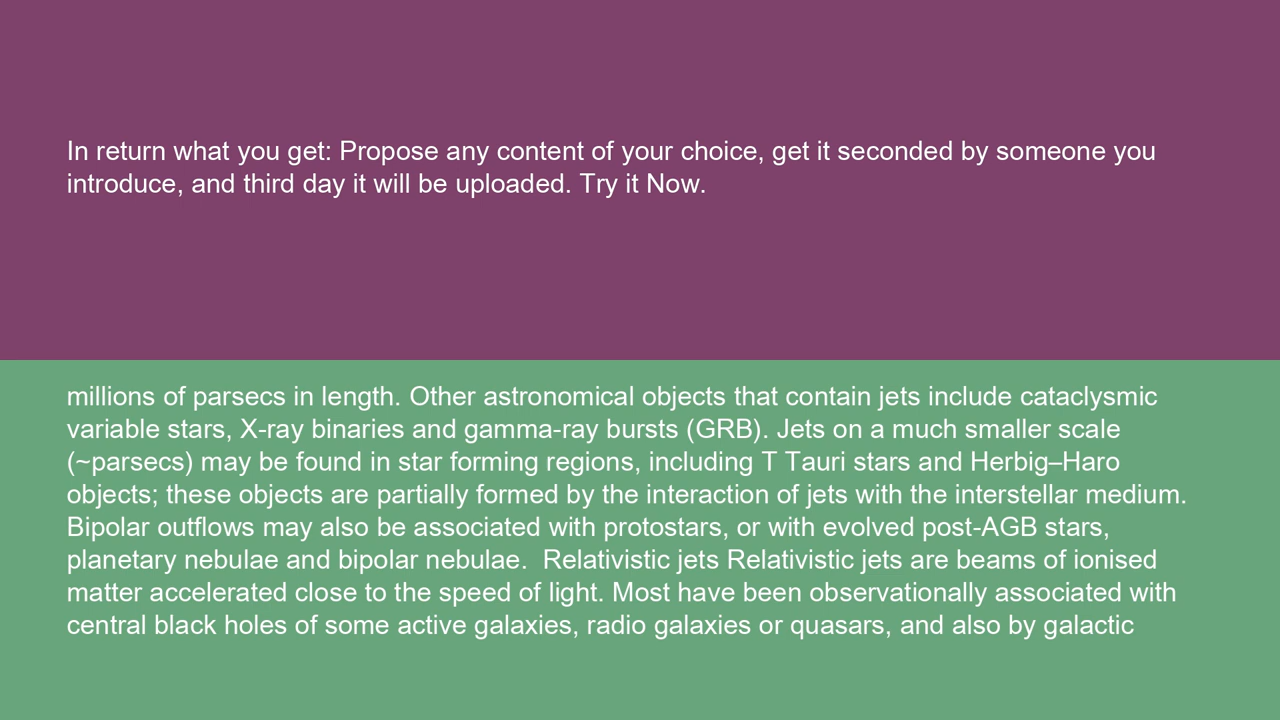 In return what you get: Propose any content of your choice, get it seconded by someone you
introduce, and third day it will be uploaded. Try it Now.
millions of parsecs in length. Other astronomical objects that contain jets include cataclysmic
variable stars, X-ray binaries and gamma-ray bursts (GRB). Jets on a much smaller scale
(~parsecs) may be found in star forming regions, including T Tauri stars and Herbig–Haro
objects; these objects are partially formed by the interaction of jets with the interstellar medium.
Bipolar outflows may also be associated with protostars, or with evolved post-AGB stars,
planetary nebulae and bipolar nebulae.  Relativistic jets Relativistic jets are beams of ionised
matter accelerated close to the speed of light. Most have been observationally associated with
central black holes of some active galaxies, radio galaxies or quasars, and also by galactic